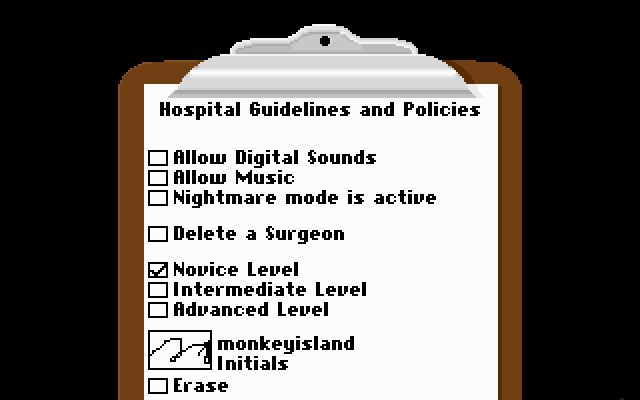 Hospital Guidelines and Policies
Allow Digital Sounds
Allow Music
Nightmare mode is active
Delete a Surgeon
Novice Level
Intermediate Level
Advanced Level
monkeyisland
Initials
Erase